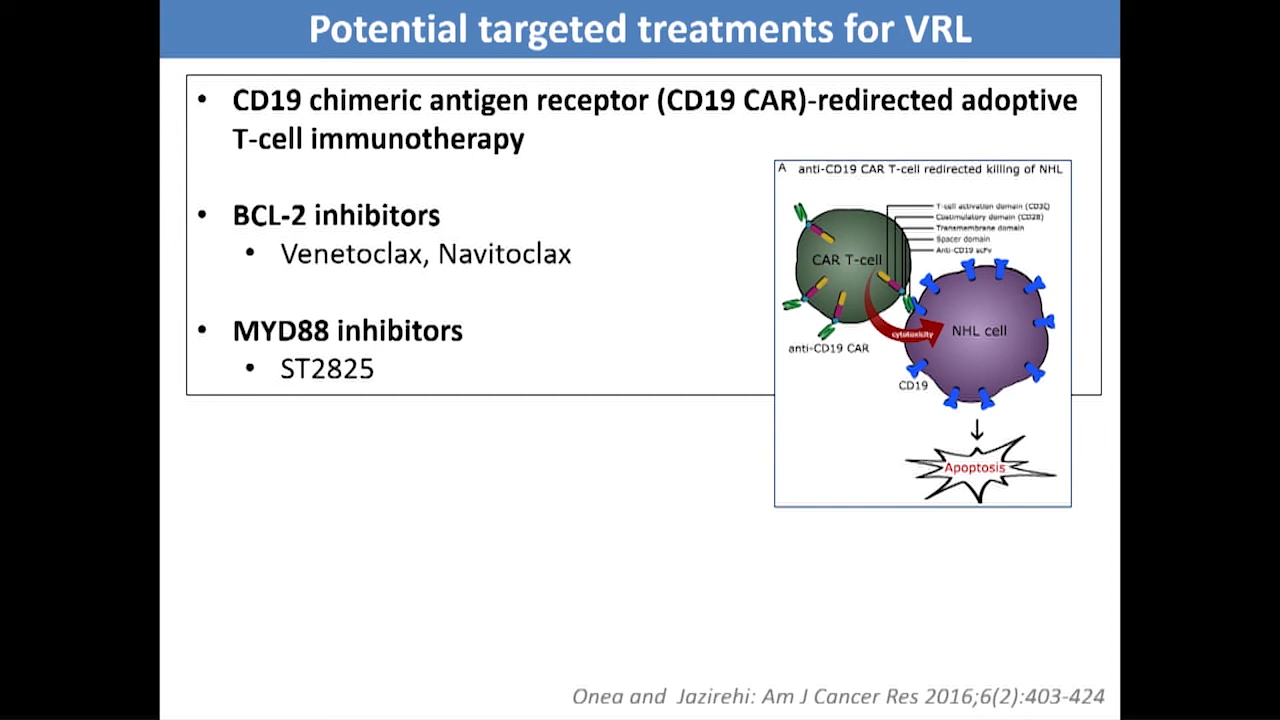 Potential targeted treatments for VRL
• CD19 chimeric antigen receptor (CD19 CAR)-redirected adoptive
T-cell immunotherapy
• BCL-2 inhibitors
• Venetoclax, Navitoclax
• MYD88 inhibitors
• ST2825
A anti-CD19 CAR T-cell redirected killing of NHL
T-cell activation domain (CD3ζ)
Costimulatory domain (CD28)
Transmembrane domain
Spacer domain
Anti-CD19 scFv
CAR T-cell
cytotoxicity
NHL cell
anti-CD19 CAR
CD19
Apoptosis
Onea and Jazirehi: Am J Cancer Res 2016;6(2):403-424